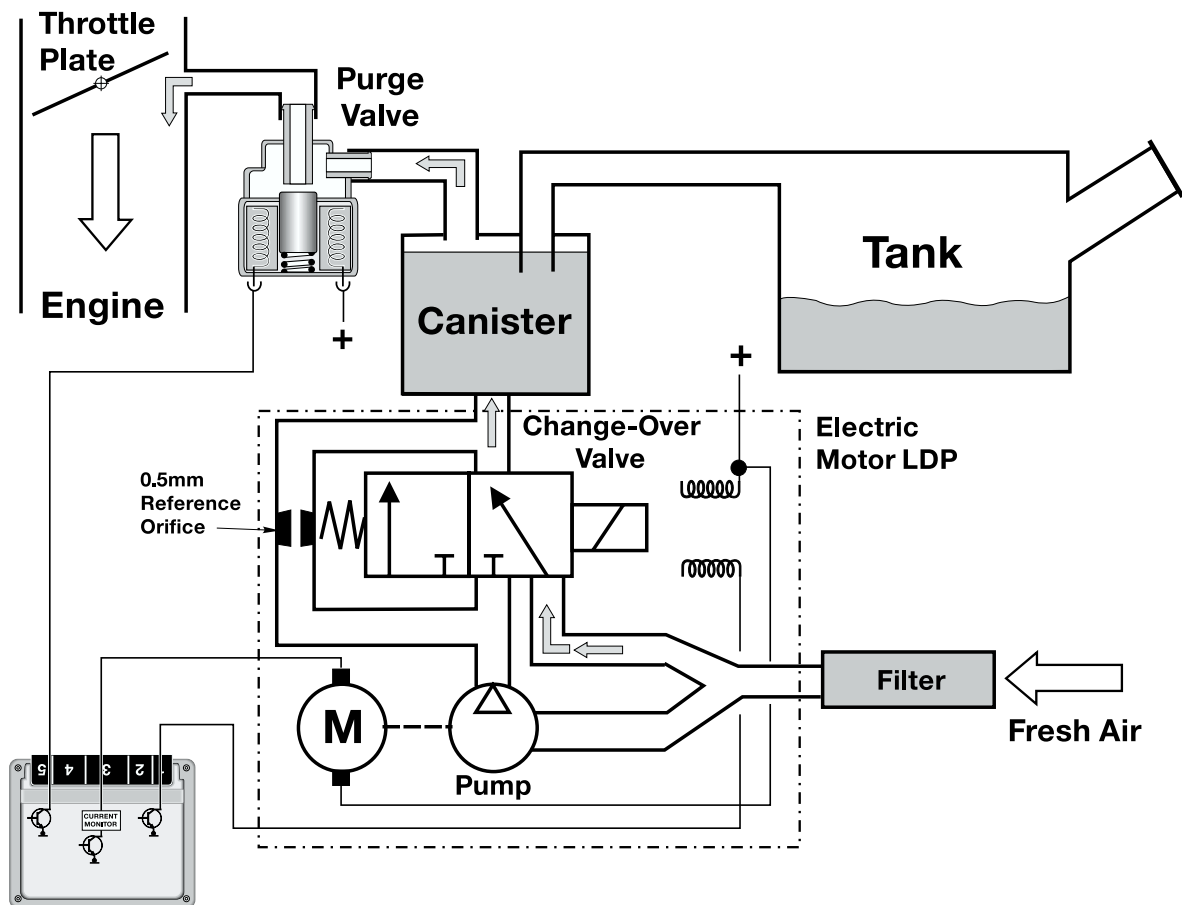 Throttle
Plate
Purge
Valve
Engine
+
Tank
Canister
+
Change-Over
Valve
Electric
Motor LDP
0.5mm
Reference
Orifice
Filter
Fresh Air
M
Pump
5 4 3 2 1
CURRENT
MONITOR